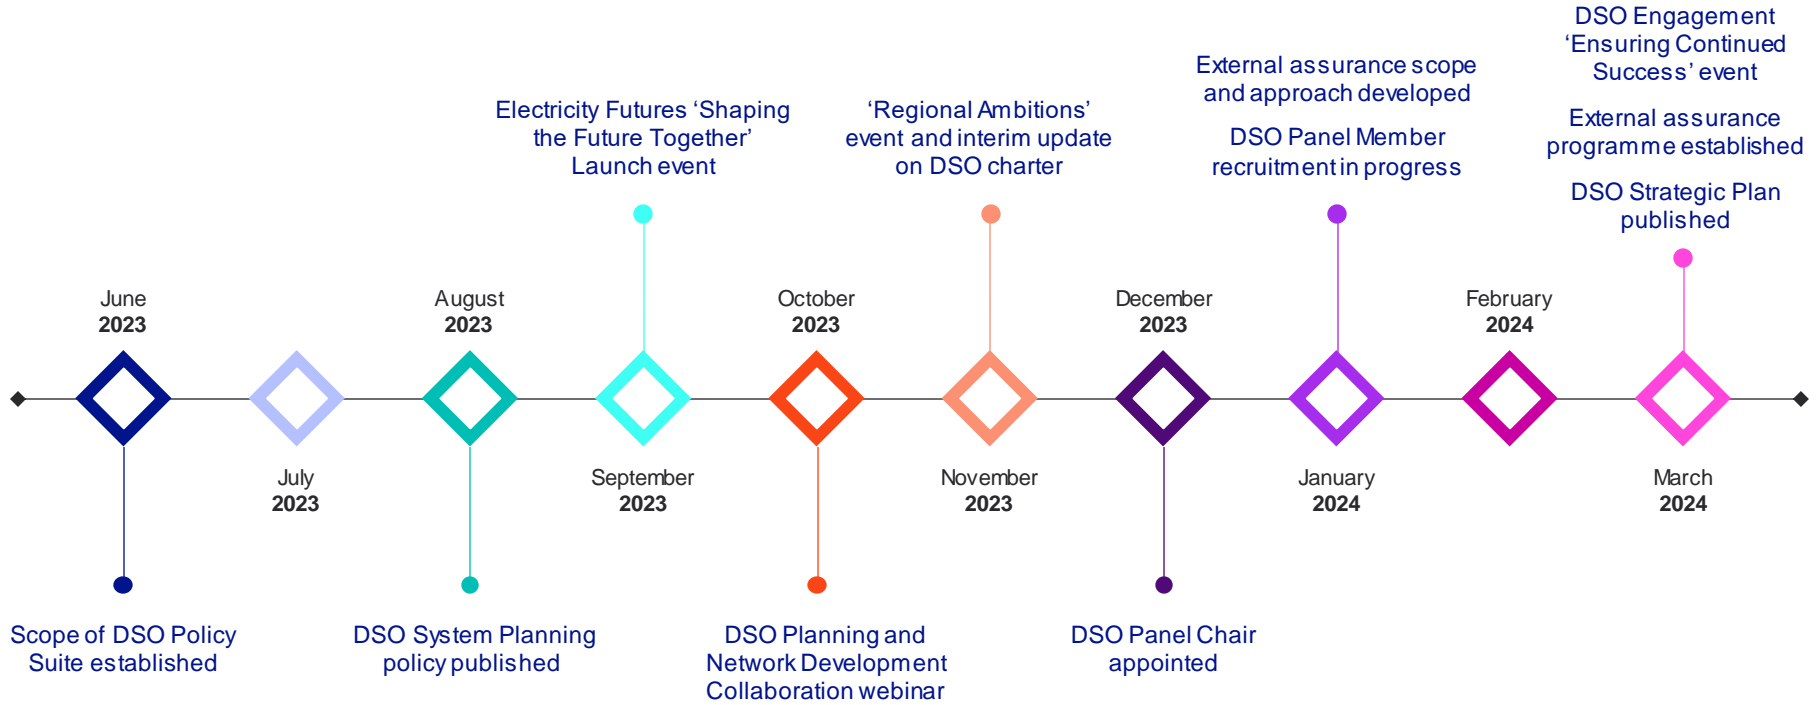 DSO Engagement
‘Ensuring Continued
Success’ event
External assurance
programme established
DSO Strategic Plan
published
External assurance scope
and approach developed
DSO Panel Member
recruitment in progress
Electricity Futures ‘Shaping
the Future Together’
Launch event
‘Regional Ambitions’
event and interim update
on DSO charter
June
2023
August
2023
October
2023
December
2023
February
2024
July
2023
September
2023
November
2023
January
2024
March
2024
Scope of DSO Policy
Suite established
DSO System Planning
policy published
DSO Planning and
Network Development
Collaboration webinar
DSO Panel Chair
appointed